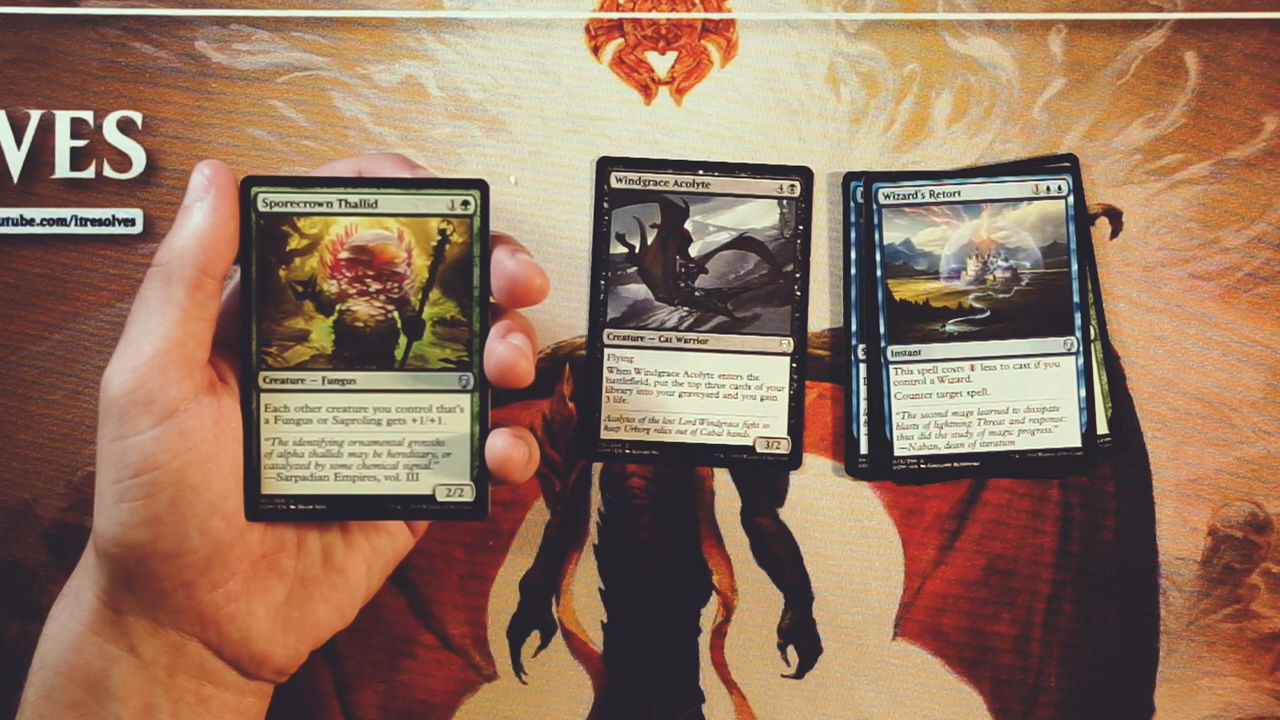 VES
utube.com/itresolves
Sporecrown Thallid 1
Creature — Fungus
Each other creature you control that's
a Fungus or Saproling gets +1/+1.
"The identifying ornamental growths
of alpha thallids may be hereditary, or
catalyzed by some chemical signal."
—Sarpadian Empires, vol. III
2/2
Windgrace Acolyte 4
Creature — Cat Warrior
Flying
When Windgrace Acolyte enters the
battlefield, put the top three cards of your
library into your graveyard and you gain
3 life.
Acolytes of the lost Lord Windgrace fight to
keep Urborg relics out of Cabal hands.
3/2
Wizard's Retort 1
Instant
This spell costs 1 less to cast if you
control a Wizard.
Counter target spell.
"The second mage learned to dissipate
blasts of lightning. Threat and response:
thus did the study of magic progress."
—Naban, dean of iteration